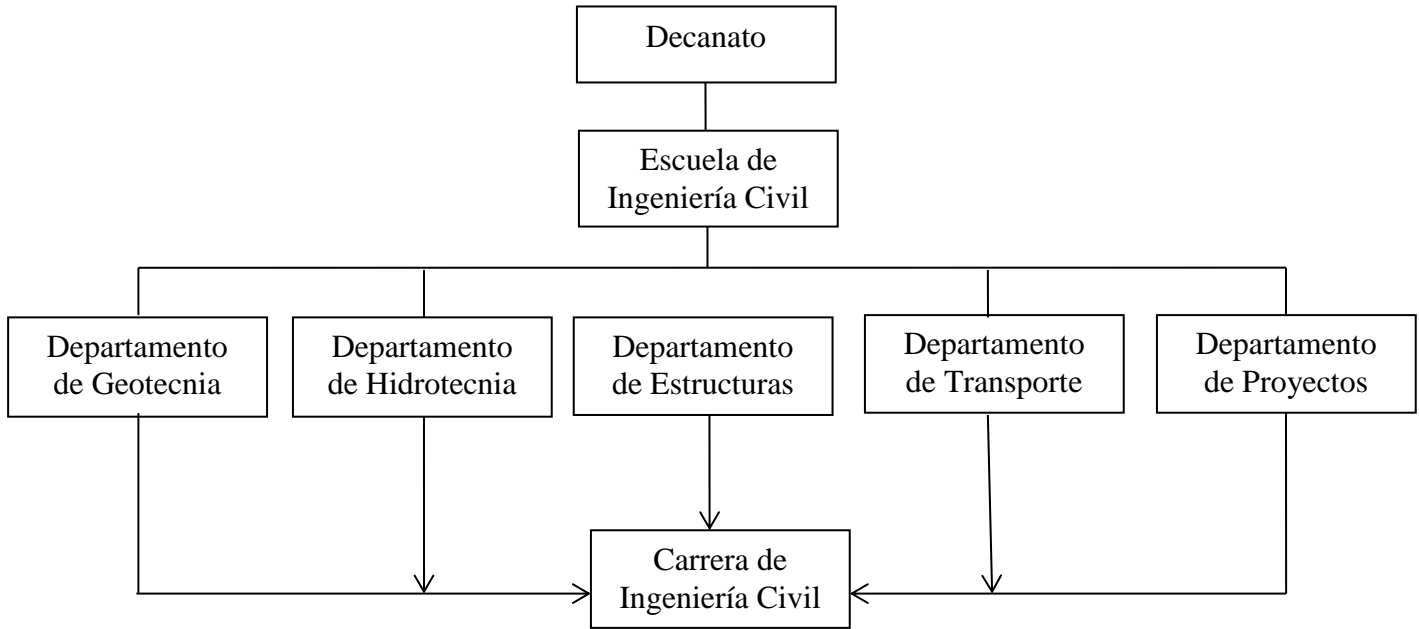 Decanato
Escuela de
Ingeniería Civil
Departamento
de Geotecnia
Departamento
de Hidrotecnia
Departamento
de Estructuras
Departamento
de Transporte
Departamento
de Proyectos
Carrera de
Ingeniería Civil